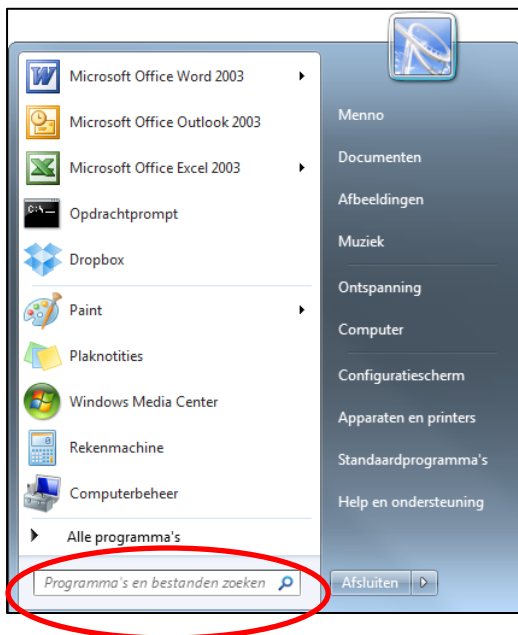 Microsoft Office Word 2003
Microsoft Office Outlook 2003
Microsoft Office Excel 2003
C:\_
Opdrachtprompt
Dropbox
Paint
Plaknotities
Windows Media Center
Rekenmachine
Computerbeheer
Alle programma's
Programma's en bestanden zoeken
Menno
Documenten
Afbeeldingen
Muziek
Ontspanning
Computer
Configuratiescherm
Apparaten en printers
Standaardprogramma's
Help en ondersteuning
Afsluiten